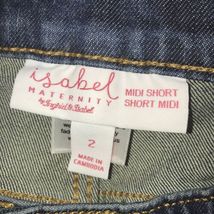 isabel
MATERNITY
by Ingrid & Isabel
MIDI SHORT
SHORT MIDI
2
MADE IN
CAMBODIA